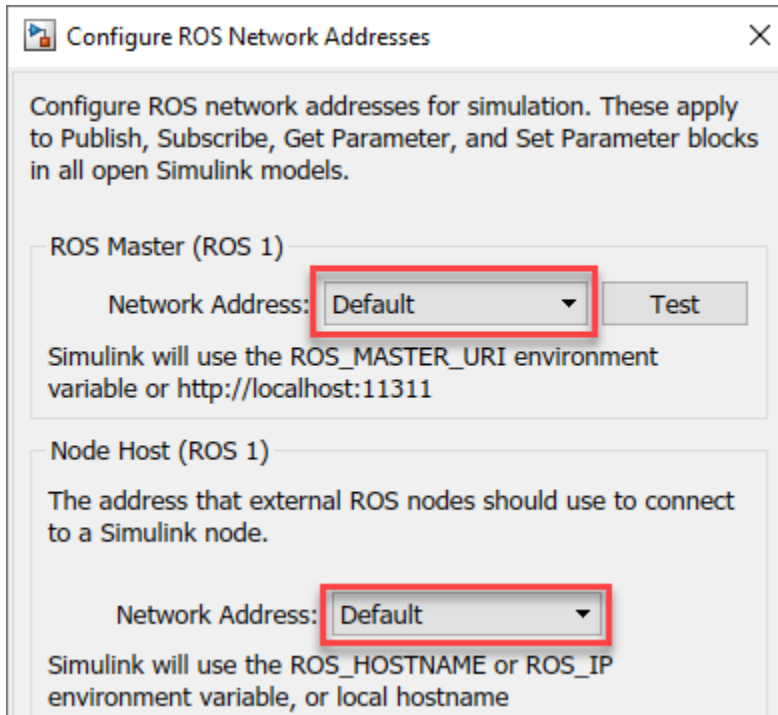 Configure ROS Network Addresses
Configure ROS network addresses for simulation. These apply
to Publish, Subscribe, Get Parameter, and Set Parameter blocks
in all open Simulink models.
ROS Master (ROS 1)
Network Address: Default Test
Simulink will use the ROS_MASTER_URI environment
variable or http://localhost:11311
Node Host (ROS 1)
The address that external ROS nodes should use to connect
to a Simulink node.
Network Address: Default
Simulink will use the ROS_HOSTNAME or ROS_IP
environment variable, or local hostname